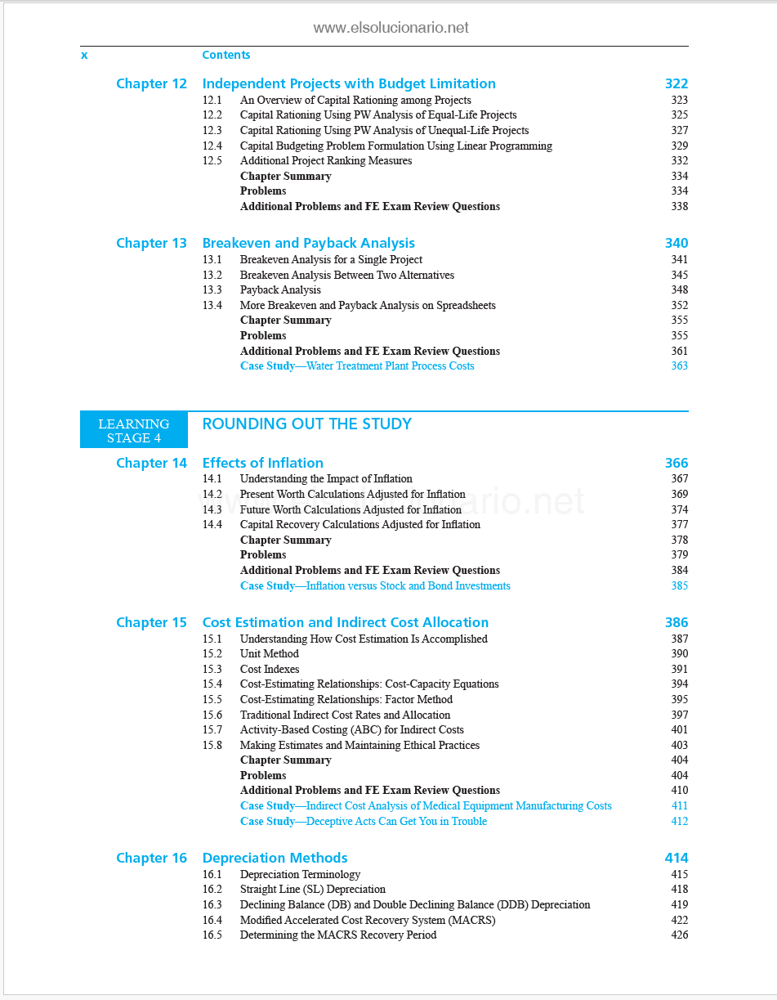 www.elsolucionario.net
x Contents
Chapter 12 Independent Projects with Budget Limitation 322
12.1 An Overview of Capital Rationing among Projects 323
12.2 Capital Rationing Using PW Analysis of Equal-Life Projects 325
12.3 Capital Rationing Using PW Analysis of Unequal-Life Projects 327
12.4 Capital Budgeting Problem Formulation Using Linear Programming 329
12.5 Additional Project Ranking Measures 332
Chapter Summary 334
Problems 334
Additional Problems and FE Exam Review Questions 338
Chapter 13 Breakeven and Payback Analysis 340
13.1 Breakeven Analysis for a Single Project 341
13.2 Breakeven Analysis Between Two Alternatives 345
13.3 Payback Analysis 348
13.4 More Breakeven and Payback Analysis on Spreadsheets 352
Chapter Summary 355
Problems 355
Additional Problems and FE Exam Review Questions 361
Case Study—Water Treatment Plant Process Costs 363
LEARNING
STAGE 4
ROUNDING OUT THE STUDY
Chapter 14 Effects of Inflation 366
14.1 Understanding the Impact of Inflation 367
14.2 Present Worth Calculations Adjusted for Inflation 369
www.elsolucionario.net
14.3 Future Worth Calculations Adjusted for Inflation 374
14.4 Capital Recovery Calculations Adjusted for Inflation 377
Chapter Summary 378
Problems 379
Additional Problems and FE Exam Review Questions 384
Case Study—Inflation versus Stock and Bond Investments 385
Chapter 15 Cost Estimation and Indirect Cost Allocation 386
15.1 Understanding How Cost Estimation Is Accomplished 387
15.2 Unit Method 390
15.3 Cost Indexes 391
15.4 Cost-Estimating Relationships: Cost-Capacity Equations 394
15.5 Cost-Estimating Relationships: Factor Method 395
15.6 Traditional Indirect Cost Rates and Allocation 397
15.7 Activity-Based Costing (ABC) for Indirect Costs 401
15.8 Making Estimates and Maintaining Ethical Practices 403
Chapter Summary 404
Problems 404
Additional Problems and FE Exam Review Questions 410
Case Study—Indirect Cost Analysis of Medical Equipment Manufacturing Costs 411
Case Study—Deceptive Acts Can Get You in Trouble 412
Chapter 16 Depreciation Methods 414
16.1 Depreciation Terminology 415
16.2 Straight Line (SL) Depreciation 418
16.3 Declining Balance (DB) and Double Declining Balance (DDB) Depreciation 419
16.4 Modified Accelerated Cost Recovery System (MACRS) 422
16.5 Determining the MACRS Recovery Period 426